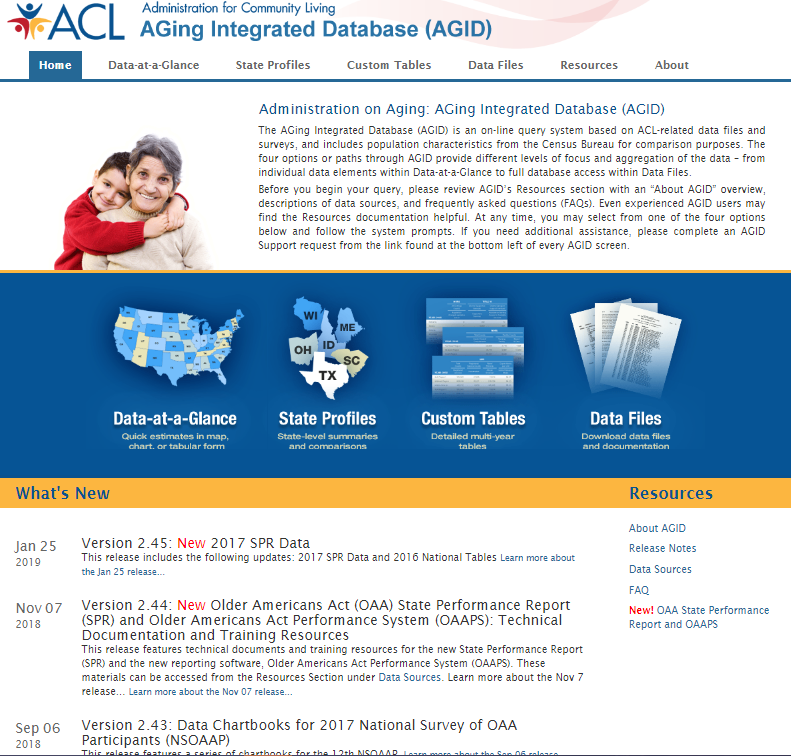 ACL Administration for Community Living
AGing Integrated Database (AGID)
Home Data-at-a-Glance State Profiles Custom Tables Data Files Resources About
Administration on Aging: AGing Integrated Database (AGID)
The AGing Integrated Database (AGID) is an on-line query system based on ACL-related data files and
surveys, and includes population characteristics from the Census Bureau for comparison purposes. The
four options or paths through AGID provide different levels of focus and aggregation of the data – from
individual data elements within Data-at-a-Glance to full database access within Data Files.
Before you begin your query, please review AGID's Resources section with an “About AGID” overview,
descriptions of data sources, and frequently asked questions (FAQs). Even experienced AGID users may
find the Resources documentation helpful. At any time, you may select from one of the four options
below and follow the system prompts. If you need additional assistance, please complete an AGID
Support request from the link found at the bottom left of every AGID screen.
WI
ME
OH
ID
SC
TX
Data-at-a-Glance
Quick estimates in map,
chart, or tabular form
State Profiles
State-level summaries
and comparisons
Custom Tables
Detailed multi-year
tables
Data Files
Download data files
and documentation
What's New
Jan 25
2019
Version 2.45: New 2017 SPR Data
This release includes the following updates: 2017 SPR Data and 2016 National Tables Learn more about
the Jan 25 release...
Nov 07
2018
Version 2.44: New Older Americans Act (OAA) State Performance Report
(SPR) and Older Americans Act Performance System (OAAPS): Technical
Documentation and Training Resources
This release features technical documents and training resources for the new State Performance Report
(SPR) and the new reporting software, Older Americans Act Performance System (OAAPS). These
materials can be accessed from the Resources Section under Data Sources. Learn more about the Nov 7
release... Learn more about the Nov 07 release...
Sep 06
2018
Version 2.43: Data Chartbooks for 2017 National Survey of OAA
Participants (NSOAAP)
This release features a series of chartbooks for the 12th NSOAAP. Learn more about the Sep 06 release...
Resources
About AGID
Release Notes
Data Sources
FAQ
New! OAA State Performance
Report and OAAPS